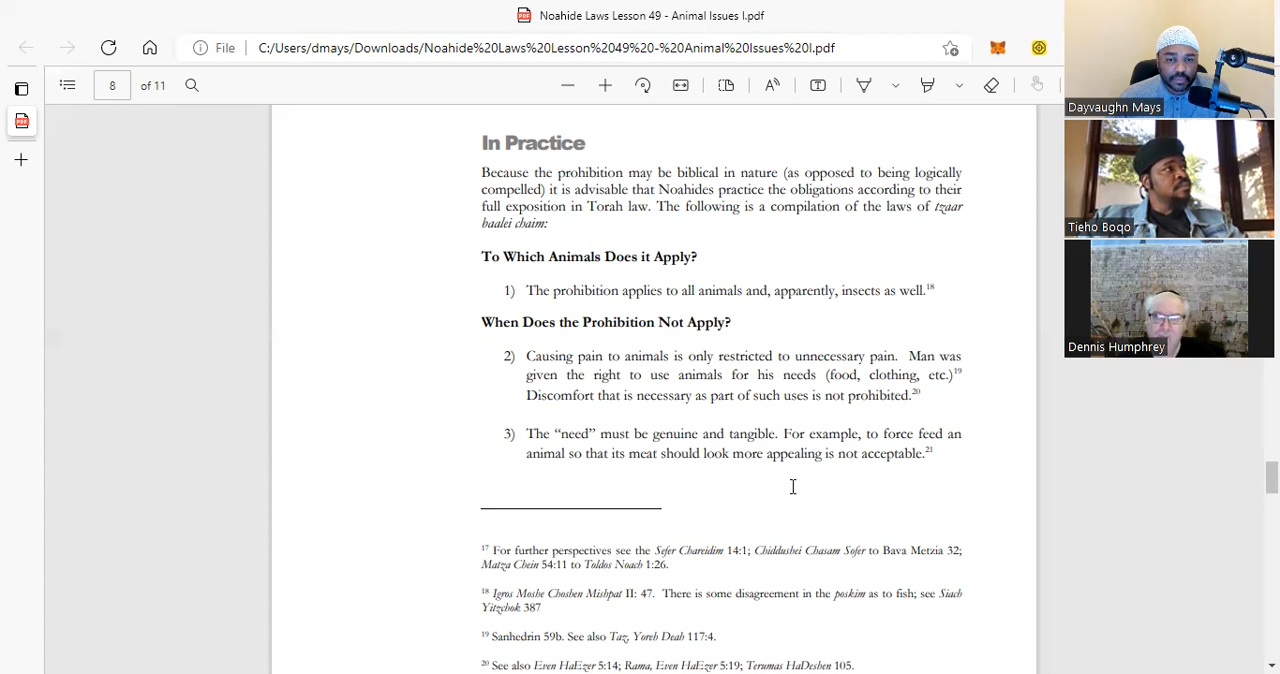 Noahide Laws Lesson 49 - Animal Issues I.pdf
File C:/Users/dmays/Downloads/Noahide%20Laws%20Lesson%2049%20-%20Animal%20Issues%20I.pdf
8 of 11
In Practice
Because the prohibition may be biblical in nature (as opposed to being logically
compelled) it is advisable that Noahides practice the obligations according to their
full exposition in Torah law. The following is a compilation of the laws of tzaar
baalei chaim:
To Which Animals Does it Apply?
1) The prohibition applies to all animals and, apparently, insects as well.18
When Does the Prohibition Not Apply?
2) Causing pain to animals is only restricted to unnecessary pain. Man was
given the right to use animals for his needs (food, clothing, etc.)19
Discomfort that is necessary as part of such uses is not prohibited.20
3) The “need” must be genuine and tangible. For example, to force feed an
animal so that its meat should look more appealing is not acceptable.21
17 For further perspectives see the Sefer Chareidim 14:1; Chiddushei Chasam Sofer to Bava Metzia 32;
Matza Chein 54:11 to Toldos Noach 1:26.
18 Igros Moshe Choshen Mishpat II: 47. There is some disagreement in the poskim as to fish; see Siach
Yitzchok 387
19 Sanhedrin 59b. See also Taz, Yoreh Deah 117:4.
20 See also Even HaEzer 5:14; Rama, Even HaEzer 5:19; Terumas HaDeshen 105.
Dayvaughn Mays
Tieho Boqo
Dennis Humphrey